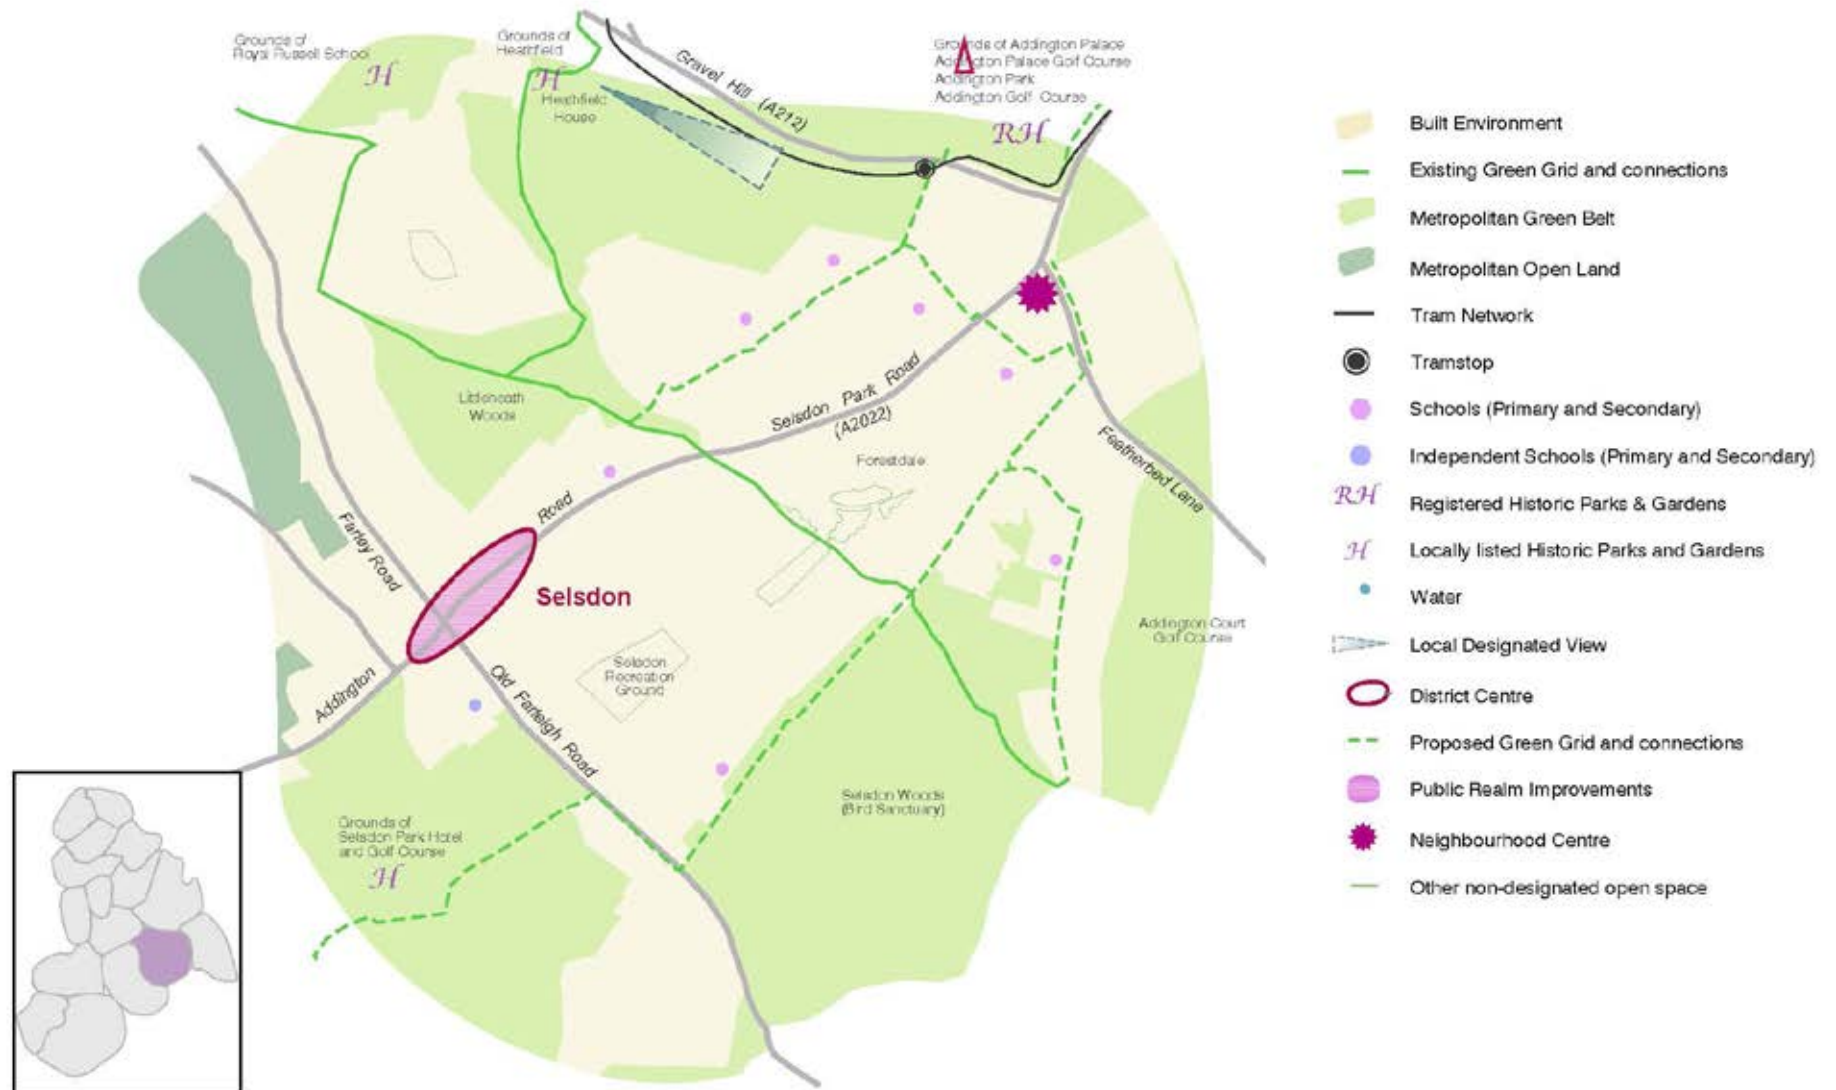 Grounds of
Royal Russell School
H
Grounds of
Heathfield
H
Heathfield
House
Gravel Hill (A212)
Grounds of Addington Palace
Addington Palace Golf Course
Addington Park
Addington Golf Course
RH
Littleheath
Woods
Selsdon Park Road
(A2022)
Forestdale
Featherbed Lane
Farley Road
Road
Selsdon
Addington Court
Golf Course
Selsdon
Recreation
Ground
Addington
Old Farleigh Road
Selsdon Woods
(Bird Sanctuary)
Grounds of
Selsdon Park Hotel
and Golf Course
H
Built Environment
Existing Green Grid and connections
Metropolitan Green Belt
Metropolitan Open Land
Tram Network
Tramstop
Schools (Primary and Secondary)
Independent Schools (Primary and Secondary)
RH Registered Historic Parks & Gardens
H Locally listed Historic Parks and Gardens
Water
Local Designated View
District Centre
Proposed Green Grid and connections
Public Realm Improvements
Neighbourhood Centre
Other non-designated open space